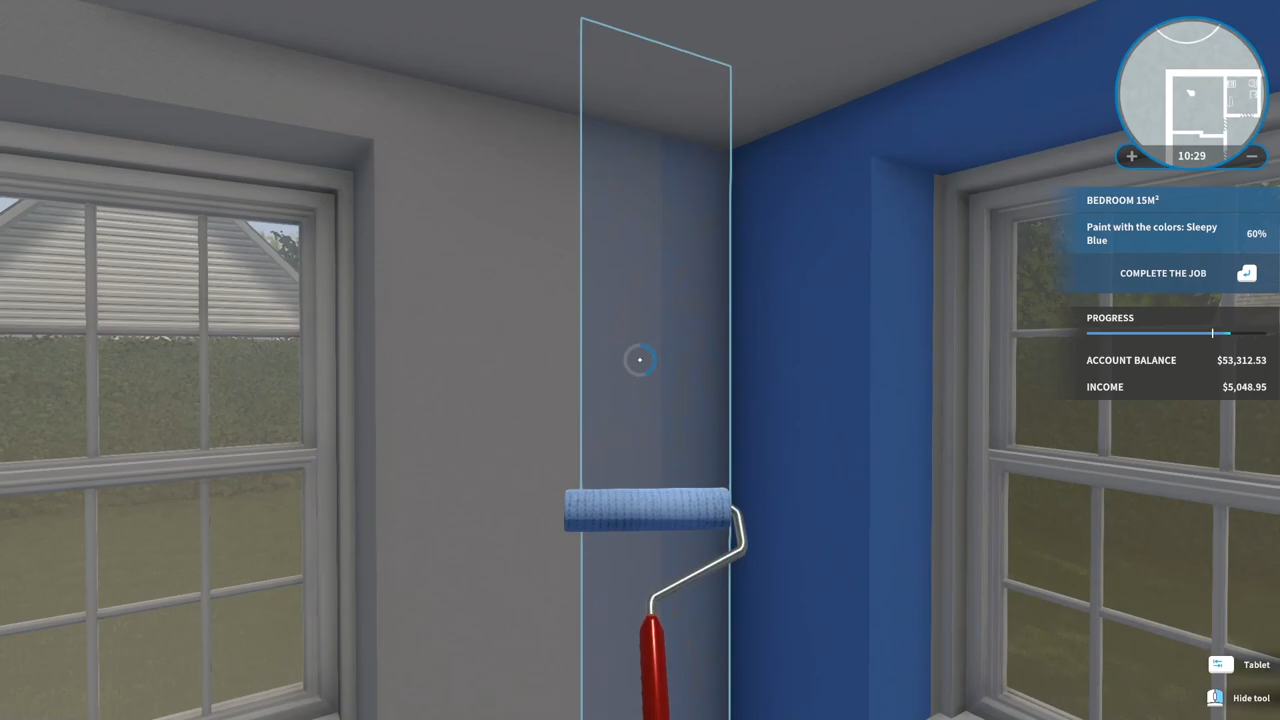 10:29
BEDROOM 15M²
Paint with the colors: Sleepy
Blue
60%
COMPLETE THE JOB
PROGRESS
ACCOUNT BALANCE $53,312.53
INCOME $5,048.95
Tablet
Hide tool